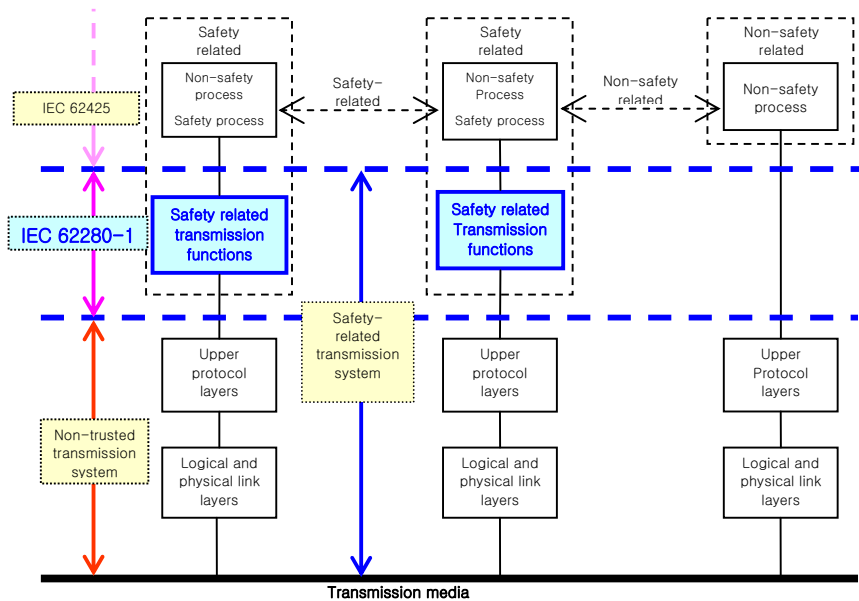 Safety
related
Safety
related
Non-safety
related
Non-safety
process
Safety process
Safety-
related
Non-safety
Process
Safety process
Non-safety
related
Non-safety
process
IEC 62425
IEC 62280-1
Safety related
transmission
functions
Safety related
Transmission
functions
Safety-
related
transmission
system
Upper
protocol
layers
Upper
protocol
layers
Upper
Protocol
layers
Non-trusted
transmission
system
Logical and
physical link
layers
Logical and
physical link
layers
Logical and
physical link
layers
Transmission media